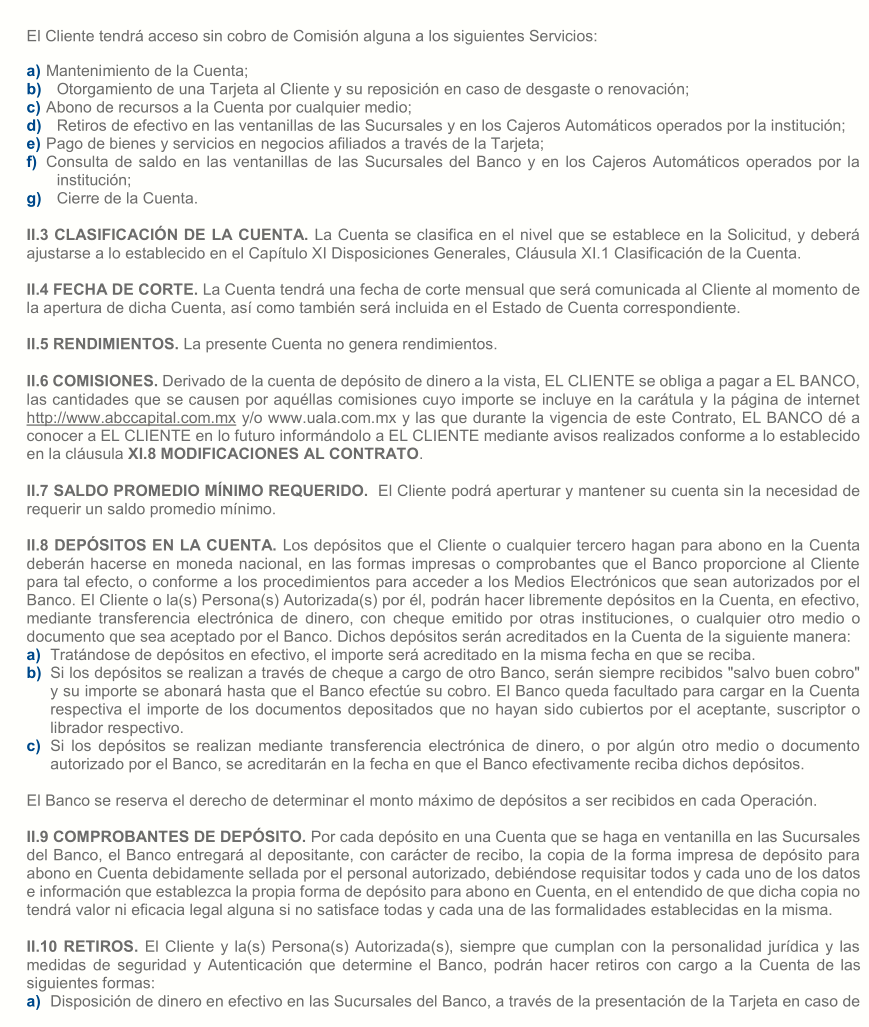 El Cliente tendrá acceso sin cobro de Comisión alguna a los siguientes Servicios:
a) Mantenimiento de la Cuenta;
b) Otorgamiento de una Tarjeta al Cliente y su reposición en caso de desgaste o renovación;
c) Abono de recursos a la Cuenta por cualquier medio;
d) Retiros de efectivo en las ventanillas de las Sucursales y en los Cajeros Automáticos operados por la institución;
e) Pago de bienes y servicios en negocios afiliados a través de la Tarjeta;
f) Consulta de saldo en las ventanillas de las Sucursales del Banco y en los Cajeros Automáticos operados por la
institución;
g) Cierre de la Cuenta.
II.3 CLASIFICACIÓN DE LA CUENTA. La Cuenta se clasifica en el nivel que se establece en la Solicitud, y deberá
ajustarse a lo establecido en el Capítulo XI Disposiciones Generales, Cláusula XI.1 Clasificación de la Cuenta.
II.4 FECHA DE CORTE. La Cuenta tendrá una fecha de corte mensual que será comunicada al Cliente al momento de
la apertura de dicha Cuenta, así como también será incluida en el Estado de Cuenta correspondiente.
II.5 RENDIMIENTOS. La presente Cuenta no genera rendimientos.
II.6 COMISIONES. Derivado de la cuenta de depósito de dinero a la vista, EL CLIENTE se obliga a pagar a EL BANCO,
las cantidades que se causen por aquéllas comisiones cuyo importe se incluye en la carátula y la página de internet
http://www.abccapital.com.mx y/o www.uala.com.mx y las que durante la vigencia de este Contrato, EL BANCO dé a
conocer a EL CLIENTE en lo futuro informándolo a EL CLIENTE mediante avisos realizados conforme a lo establecido
en la cláusula XI.8 MODIFICACIONES AL CONTRATO.
II.7 SALDO PROMEDIO MÍNIMO REQUERIDO. El Cliente podrá aperturar y mantener su cuenta sin la necesidad de
requerir un saldo promedio mínimo.
II.8 DEPÓSITOS EN LA CUENTA. Los depósitos que el Cliente o cualquier tercero hagan para abono en la Cuenta
deberán hacerse en moneda nacional, en las formas impresas o comprobantes que el Banco proporcione al Cliente
para tal efecto, o conforme a los procedimientos para acceder a los Medios Electrónicos que sean autorizados por el
Banco. El Cliente o la(s) Persona(s) Autorizada(s) por él, podrán hacer libremente depósitos en la Cuenta, en efectivo,
mediante transferencia electrónica de dinero, con cheque emitido por otras instituciones, o cualquier otro medio o
documento que sea aceptado por el Banco. Dichos depósitos serán acreditados en la Cuenta de la siguiente manera:
a) Tratándose de depósitos en efectivo, el importe será acreditado en la misma fecha en que se reciba.
b) Si los depósitos se realizan a través de cheque a cargo de otro Banco, serán siempre recibidos "salvo buen cobro"
y su importe se abonará hasta que el Banco efectúe su cobro. El Banco queda facultado para cargar en la Cuenta
respectiva el importe de los documentos depositados que no hayan sido cubiertos por el aceptante, suscriptor o
librador respectivo.
c) Si los depósitos se realizan mediante transferencia electrónica de dinero, o por algún otro medio o documento
autorizado por el Banco, se acreditarán en la fecha en que el Banco efectivamente reciba dichos depósitos.
El Banco se reserva el derecho de determinar el monto máximo de depósitos a ser recibidos en cada Operación.
II.9 COMPROBANTES DE DEPÓSITO. Por cada depósito en una Cuenta que se haga en ventanilla en las Sucursales
del Banco, el Banco entregará al depositante, con carácter de recibo, la copia de la forma impresa de depósito para
abono en Cuenta debidamente sellada por el personal autorizado, debiéndose requisitar todos y cada uno de los datos
e información que establezca la propia forma de depósito para abono en Cuenta, en el entendido de que dicha copia no
tendrá valor ni eficacia legal alguna si no satisface todas y cada una de las formalidades establecidas en la misma.
II.10 RETIROS. El Cliente y la(s) Persona(s) Autorizada(s), siempre que cumplan con la personalidad jurídica y las
medidas de seguridad y Autenticación que determine el Banco, podrán hacer retiros con cargo a la Cuenta de las
siguientes formas:
a) Disposición de dinero en efectivo en las Sucursales del Banco, a través de la presentación de la Tarjeta en caso de